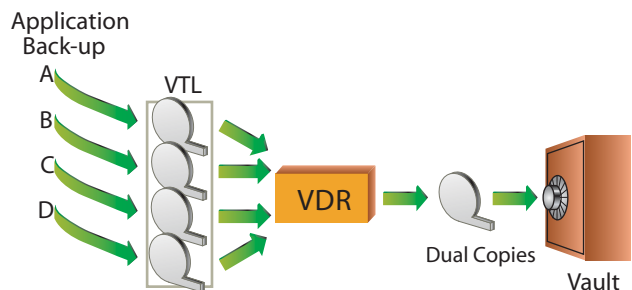 Application
Back-up
A
VTL
B
C
D
VDR
Dual Copies
Vault